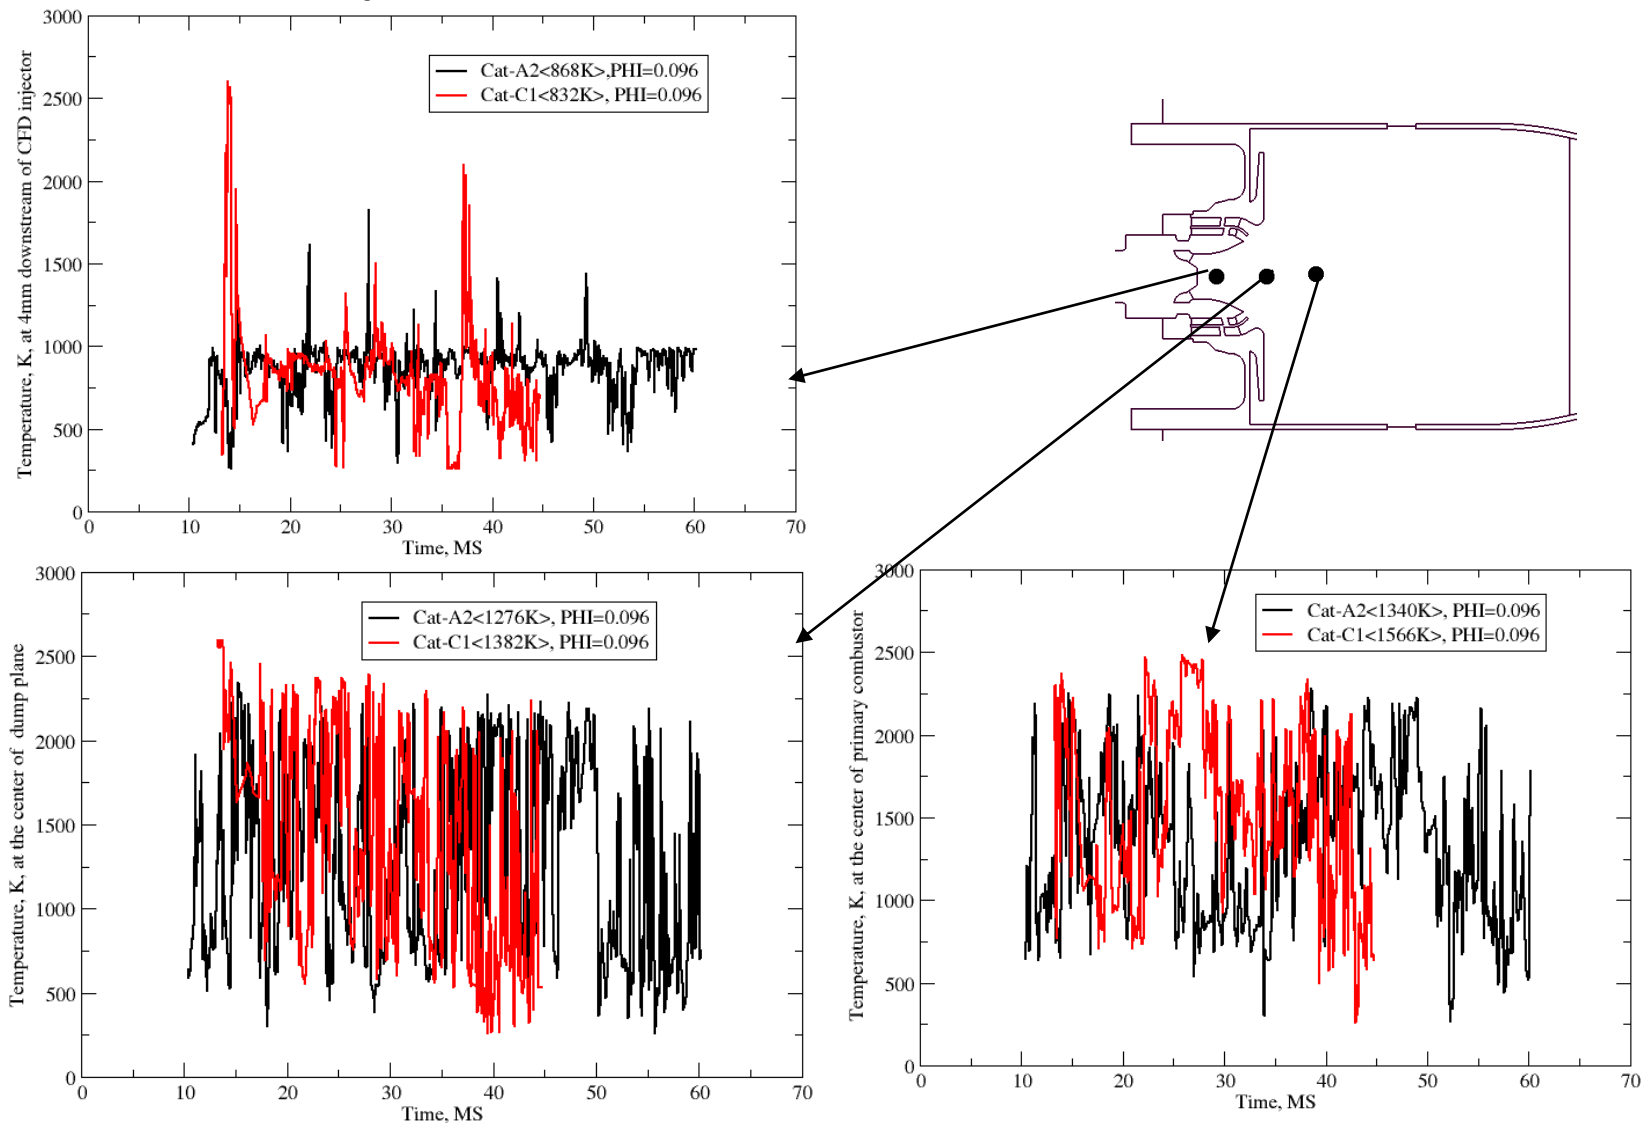 3000
2500
2000
1500
1000
500
0
Temperature, K, at 4mm downstream of CFD injector
Cat-A2<868K>,PHI=0.096
Cat-C1<832K>, PHI=0.096
0 10 20 30 40 50 60 70
Time, MS
3000
2500
2000
1500
1000
500
0
Temperature, K, at the center of dump plane
Cat-A2<1276K>, PHI=0.096
Cat-C1<1382K>, PHI=0.096
0 10 20 30 40 50 60 70
Time, MS
3000
2500
2000
1500
1000
500
0
Temperature, K, at the center of primary combustor
Cat-A2<1340K>, PHI=0.096
Cat-C1<1566K>, PHI=0.096
0 10 20 30 40 50 60 70
Time, MS